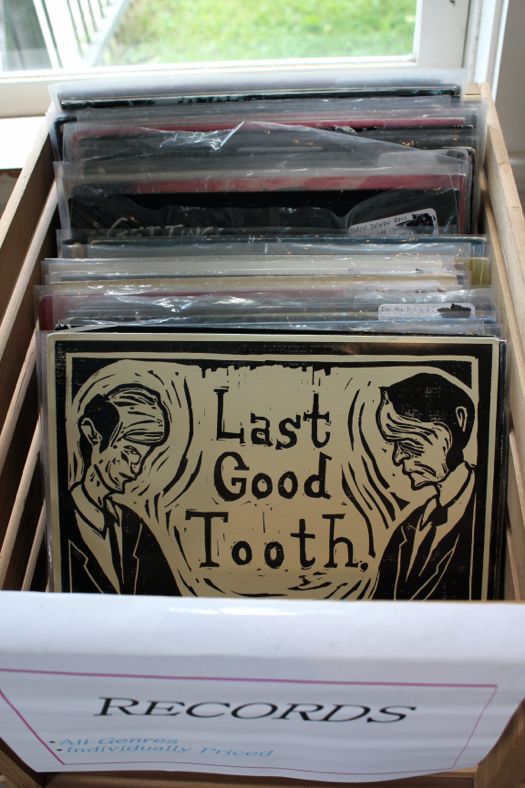 Last
Good
Tooth.
RECORDS
•All Genres
•Individually Priced